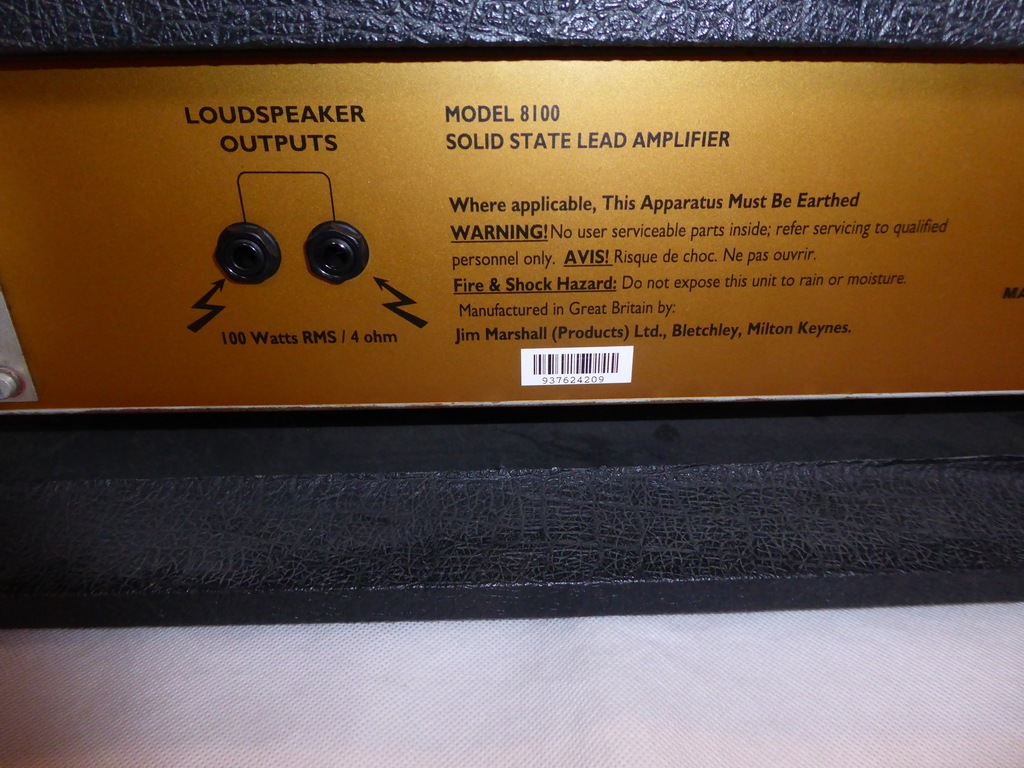 LOUDSPEAKER
OUTPUTS
100 Watts RMS / 4 ohm
MODEL 8100
SOLID STATE LEAD AMPLIFIER
Where applicable, This Apparatus Must Be Earthed
WARNING! No user serviceable parts inside; refer servicing to qualified
personnel only. AVIS! Risque de choc. Ne pas ouvrir.
Fire & Shock Hazard: Do not expose this unit to rain or moisture.
Manufactured in Great Britain by:
Jim Marshall (Products) Ltd., Bletchley, Milton Keynes.
937624209